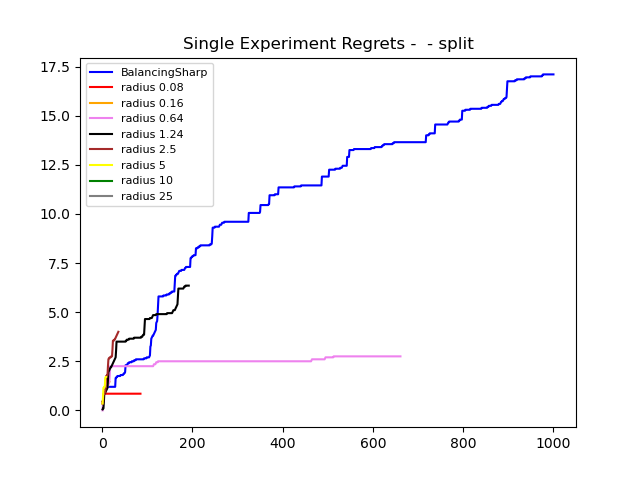 Single Experiment Regrets -  - split
17.5
15.0
12.5
10.0
7.5
5.0
2.5
0.0
BalancingSharp
radius 0.08
radius 0.16
radius 0.64
radius 1.24
radius 2.5
radius 5
radius 10
radius 25
0 200 400 600 800 1000